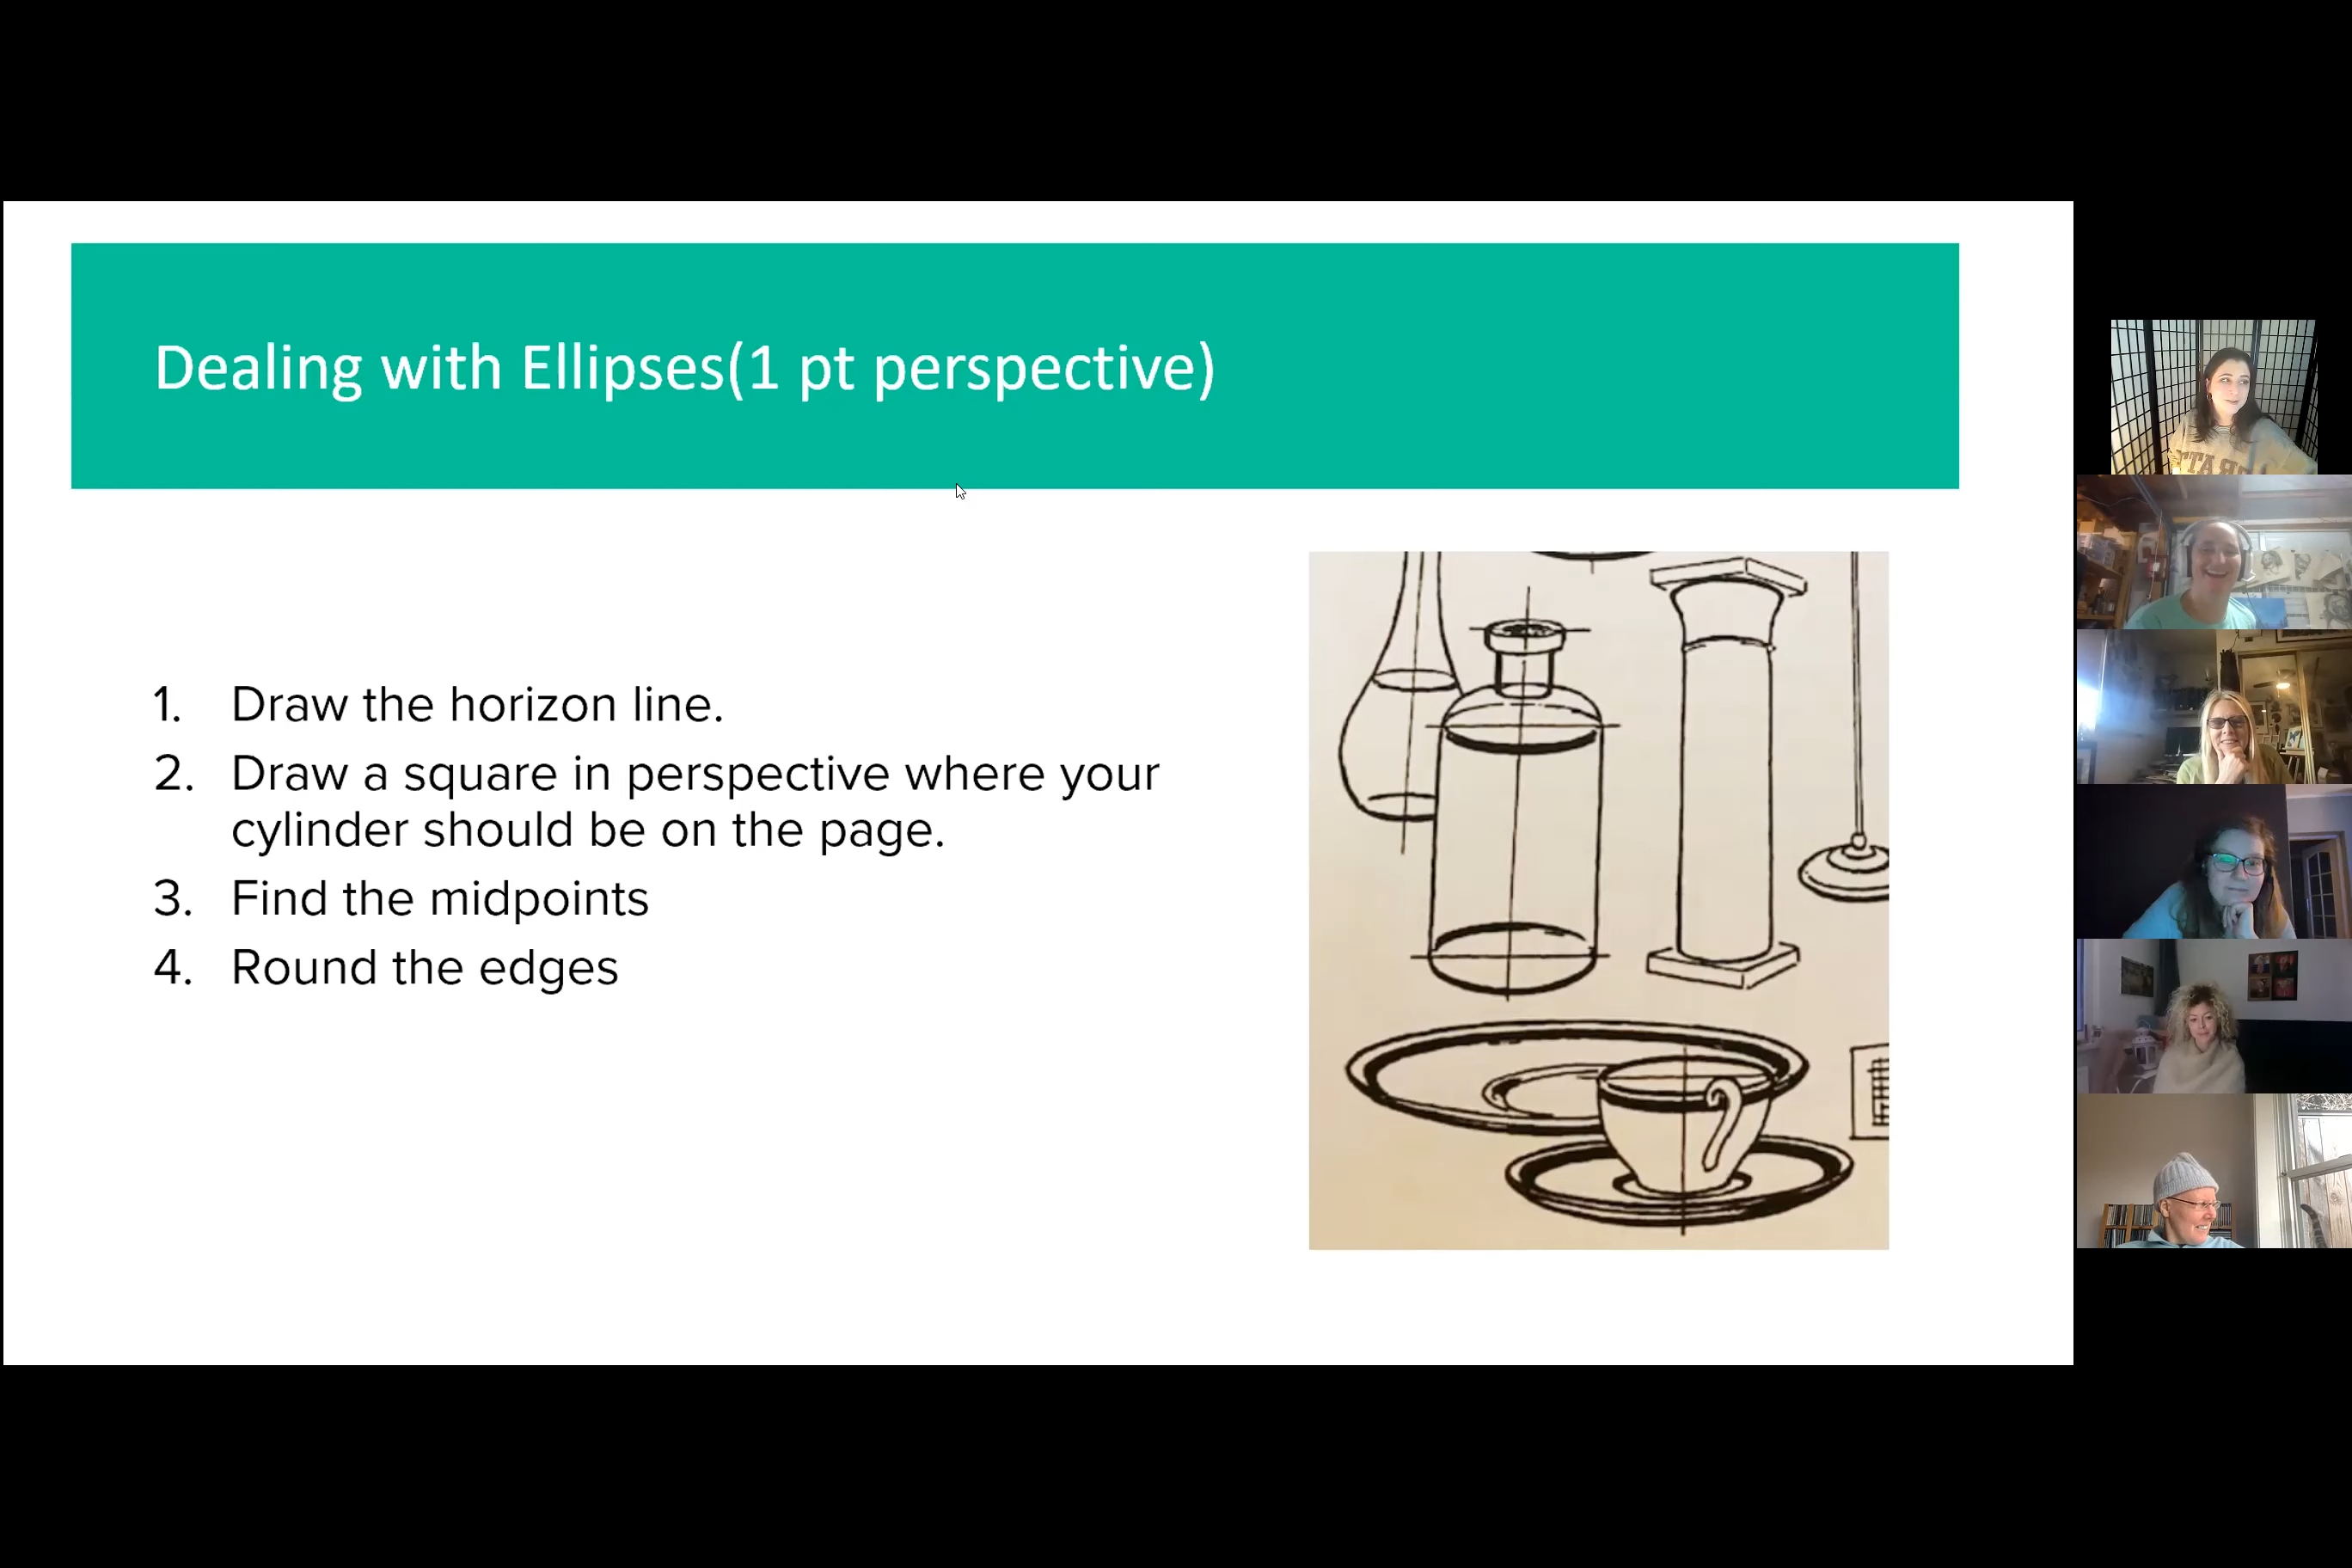 Dealing with Ellipses(1 pt perspective)
1. Draw the horizon line.
2. Draw a square in perspective where your
cylinder should be on the page.
3. Find the midpoints
4. Round the edges